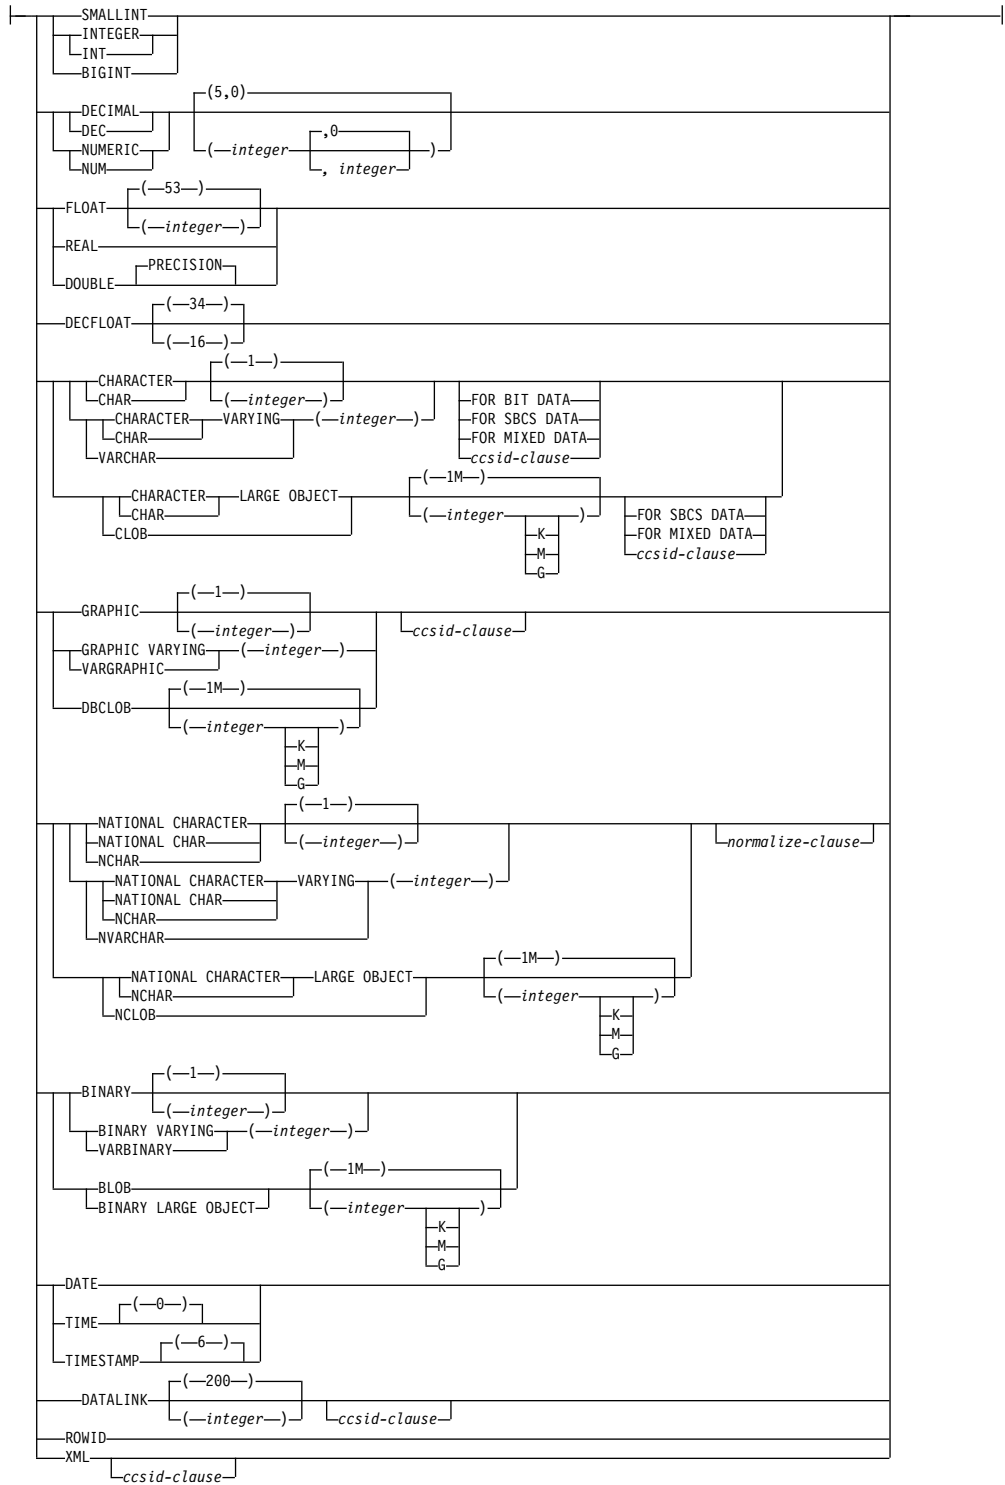 SMALLINT
INTEGER
INT
BIGINT
(5,0)
DECIMAL
DEC ,0
NUMERIC ( integer )
NUM , integer
( 53 )
FLOAT
( integer )
REAL
PRECISION
DOUBLE
( 34 )
DECFLOAT
( 16 )
( 1 )
CHARACTER
CHAR ( integer ) FOR BIT DATA
CHARACTER VARYING ( integer ) FOR SBCS DATA
CHAR FOR MIXED DATA
VARCHAR ccsid-clause
( 1M )
CHARACTER LARGE OBJECT
CHAR ( integer ) FOR SBCS DATA
CLOB K FOR MIXED DATA
M ccsid-clause
G
( 1 )
GRAPHIC
( integer ) ccsid-clause
GRAPHIC VARYING ( integer )
VARGRAPHIC
( 1M )
DBCLOB
( integer )
K
M
G
( 1 )
NATIONAL CHARACTER
NATIONAL CHAR ( integer ) normalize-clause
NCHAR
NATIONAL CHARACTER VARYING ( integer )
NATIONAL CHAR
NCHAR
NVARCHAR
( 1M )
NATIONAL CHARACTER LARGE OBJECT
NCHAR ( integer )
NCLOB K
M
G
( 1 )
BINARY
( integer )
BINARY VARYING ( integer )
VARBINARY
( 1M )
BLOB
BINARY LARGE OBJECT ( integer )
K
M
G
DATE
( 0 )
TIME
( 6 )
TIMESTAMP
( 200 )
DATALINK
( integer ) ccsid-clause
ROWID
XML
ccsid-clause